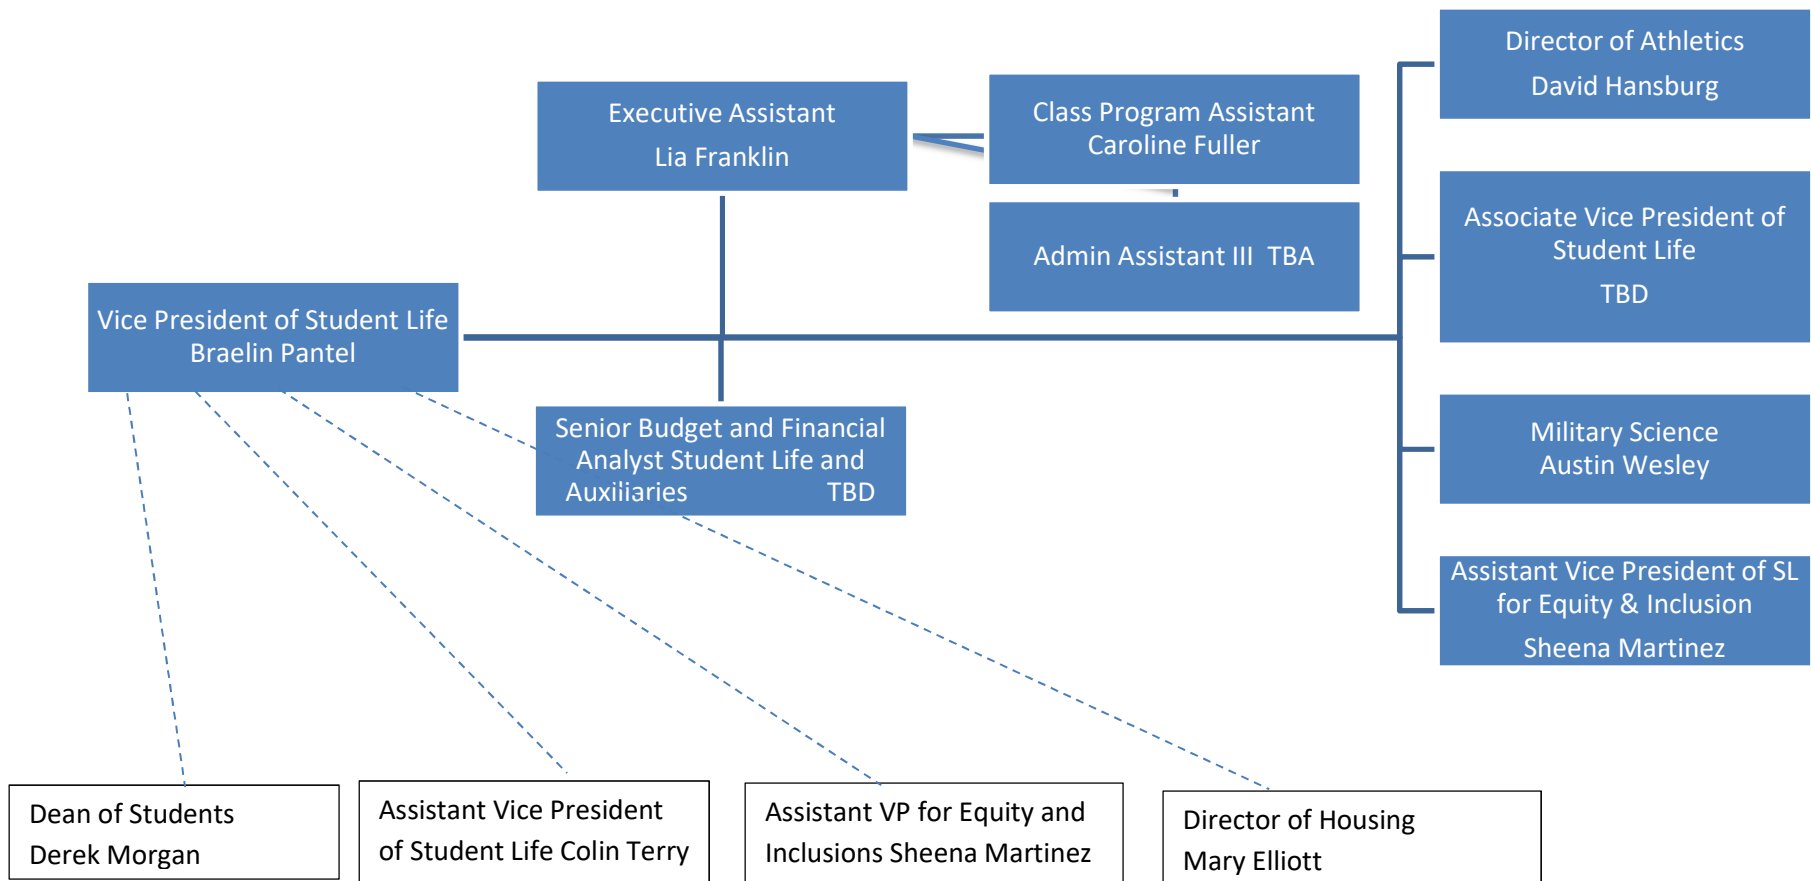 Director of Athletics
David Hansburg
Executive Assistant
Lia Franklin
Class Program Assistant
Caroline Fuller
Associate Vice President of
Student Life
TBD
Admin Assistant III  TBA
Vice President of Student Life
Braelin Pantel
Senior Budget and Financial
Analyst Student Life and
Auxiliaries TBD
Military Science
Austin Wesley
Assistant Vice President of SL
for Equity & Inclusion
Sheena Martinez
Dean of Students
Derek Morgan
Assistant Vice President
of Student Life Colin Terry
Assistant VP for Equity and
Inclusions Sheena Martinez
Director of Housing
Mary Elliott